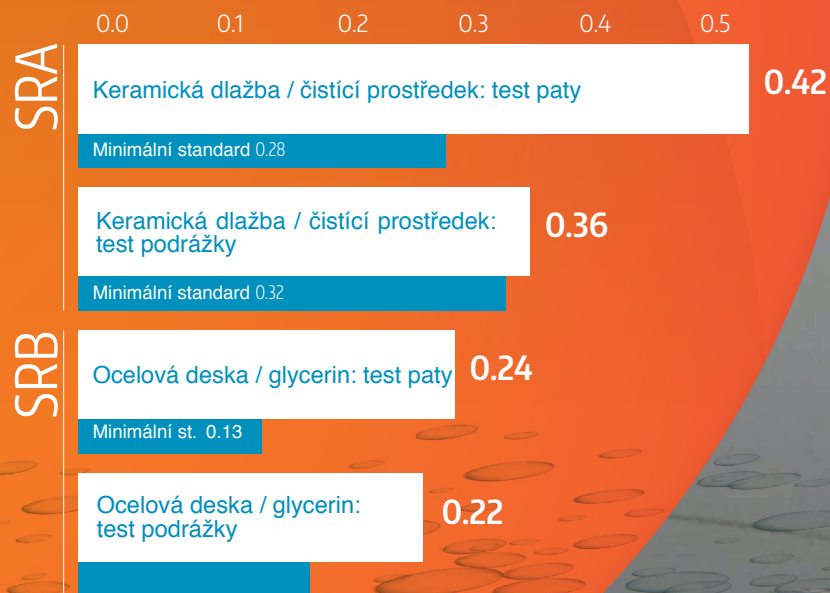 0.0 0.1 0.2 0.3 0.4 0.5
SRA
Keramická dlažba / čistící prostředek: test paty
0.42
Minimální standard 0.28
Keramická dlažba / čistící prostředek:
test podrážky
0.36
Minimální standard 0.32
SRB
Ocelová deska / glycerin: test paty
0.24
Minimální st. 0.13
Ocelová deska / glycerin:
test podrážky
0.22